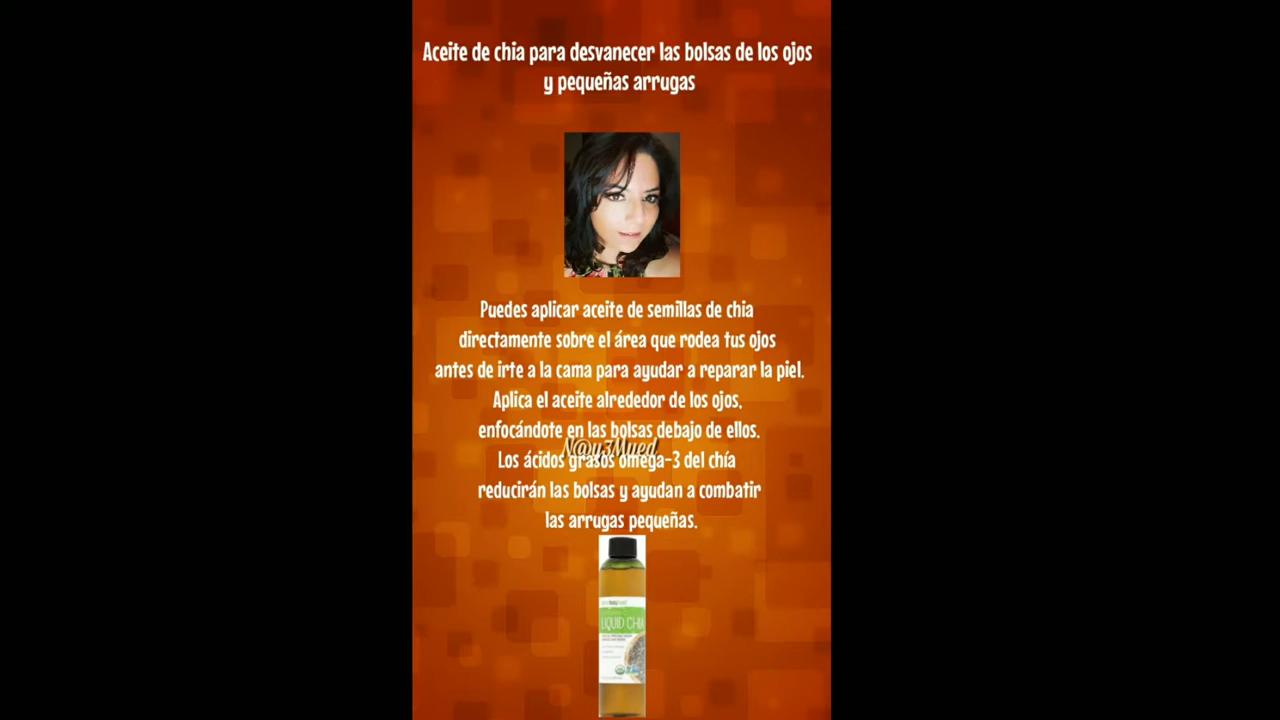 Aceite de chia para desvanecer las bolsas de los ojos
y pequeñas arrugas
Puedes aplicar aceite de semillas de chia
directamente sobre el área que rodea tus ojos
antes de irte a la cama para ayudar a reparar la piel.
Aplica el aceite alrededor de los ojos,
enfocándote en las bolsas debajo de ellos.
N@y3Myed
Los ácidos grasos omega-3 del chía
reducirán las bolsas y ayudan a combatir
las arrugas pequeñas.
LIQUID CHIA